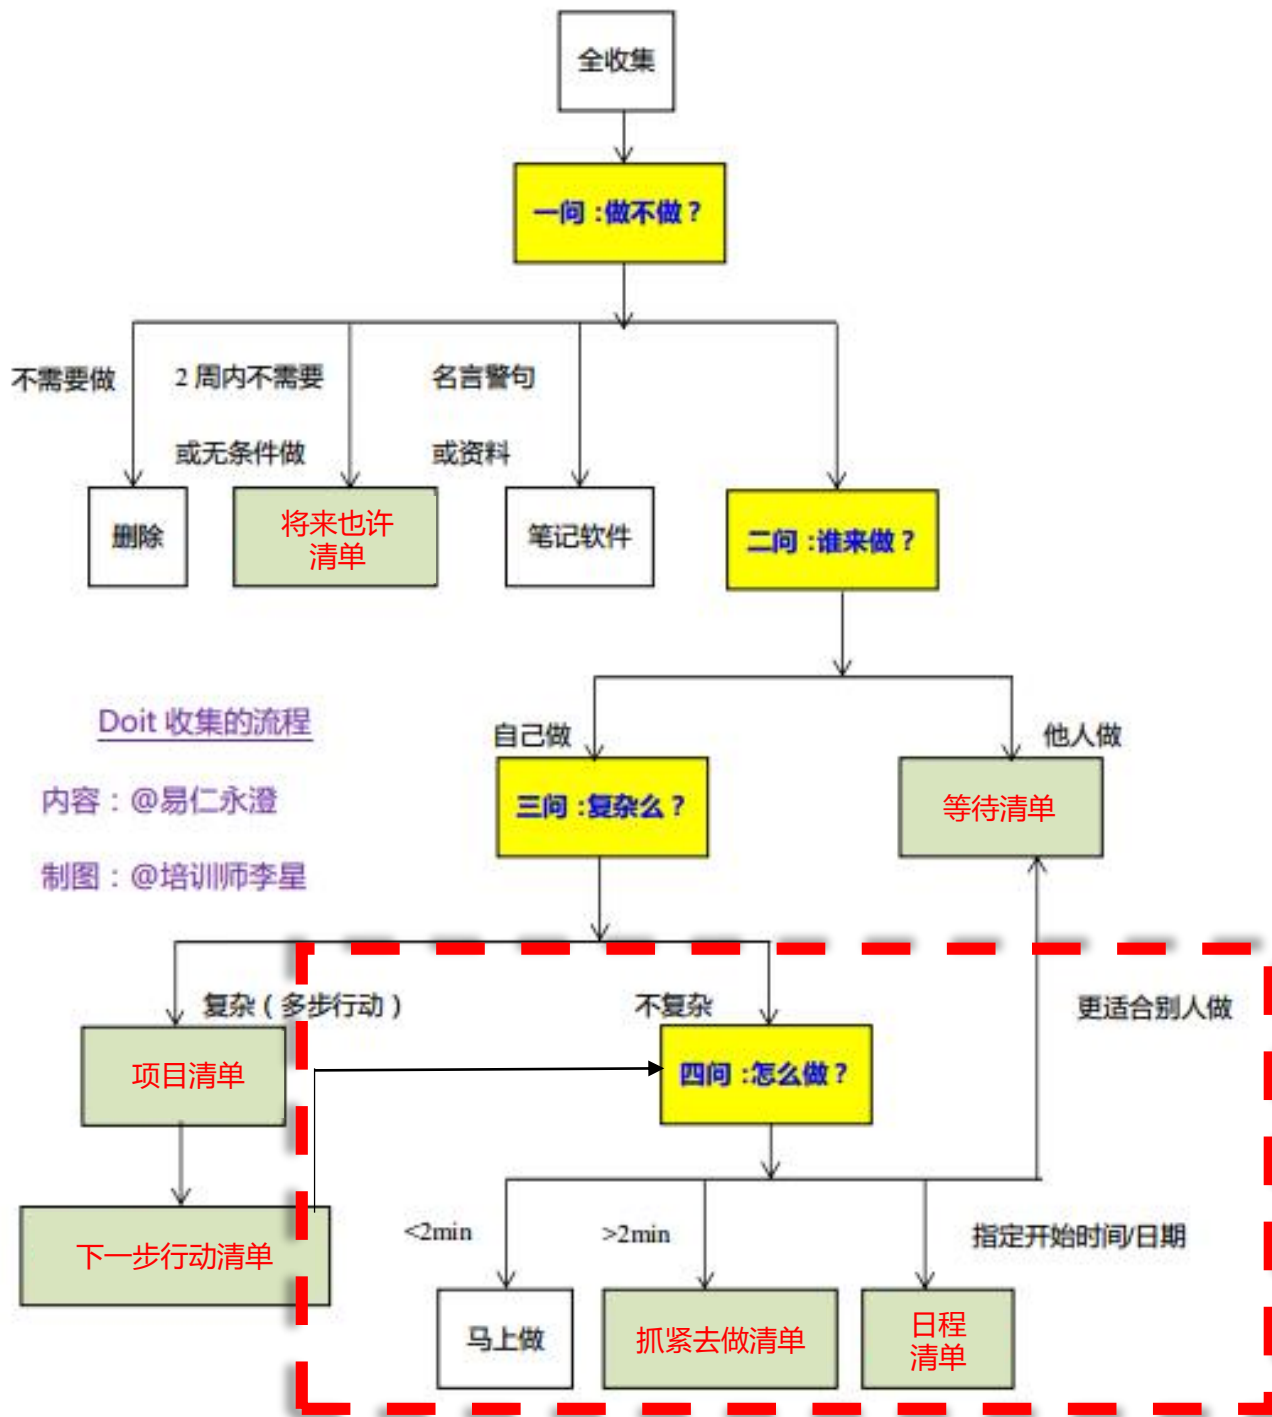 全收集
一问：做不做？
不需要做
2 周内不需要
或无条件做
名言警句
或资料
删除
将来也许
清单
笔记软件
二问：谁来做？
Doit 收集的流程
内容：@易仁永澄
制图：@培训师李星
自己做
他人做
三问：复杂么？
等待清单
复杂（多步行动）
不复杂
更适合别人做
项目清单
四问：怎么做？
下一步行动清单
<2min
>2min
指定开始时间/日期
马上做
抓紧去做清单
日程
清单